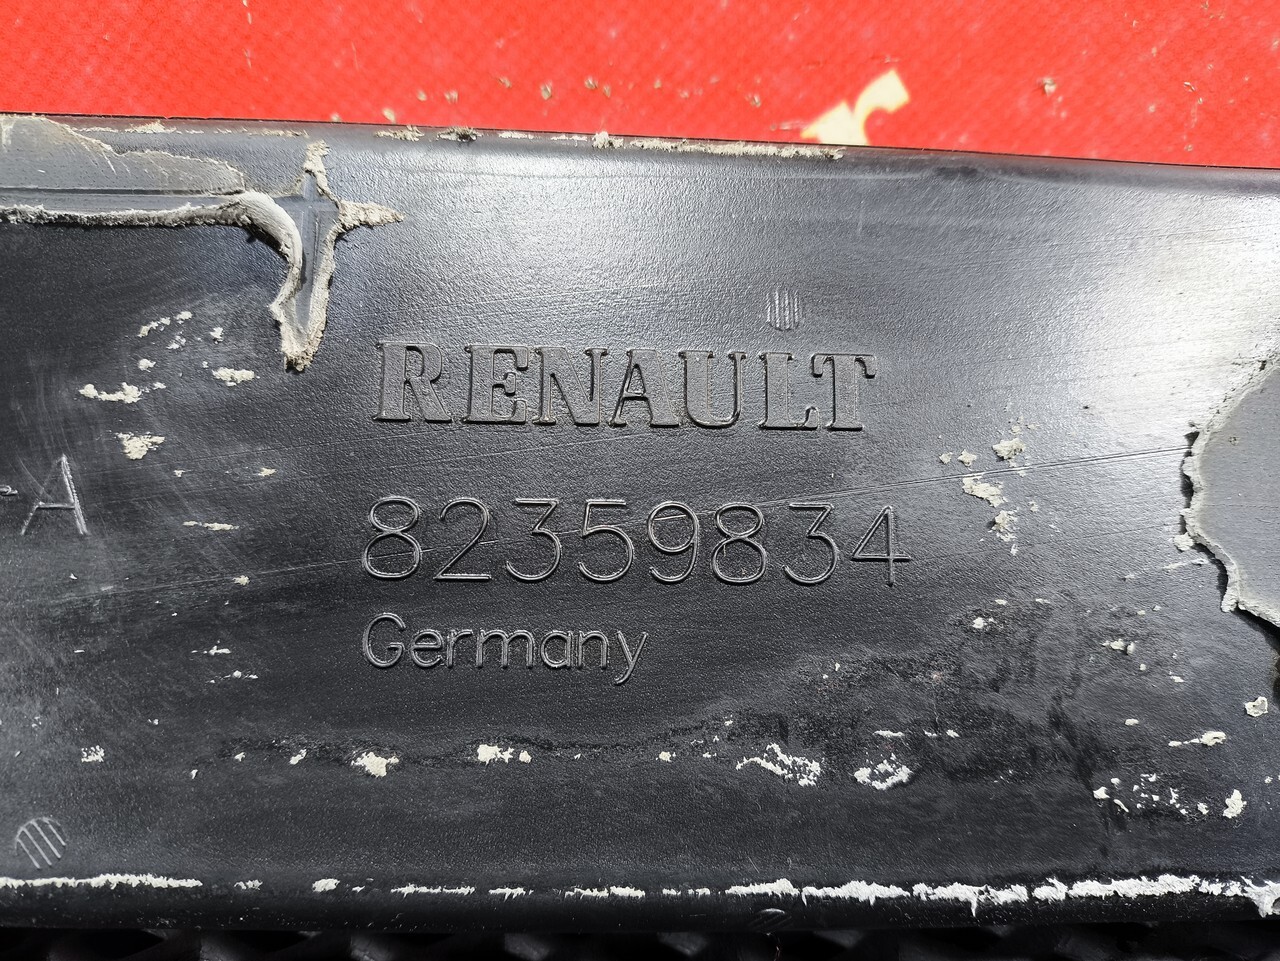 RENAULT
-A
82359834
Germany